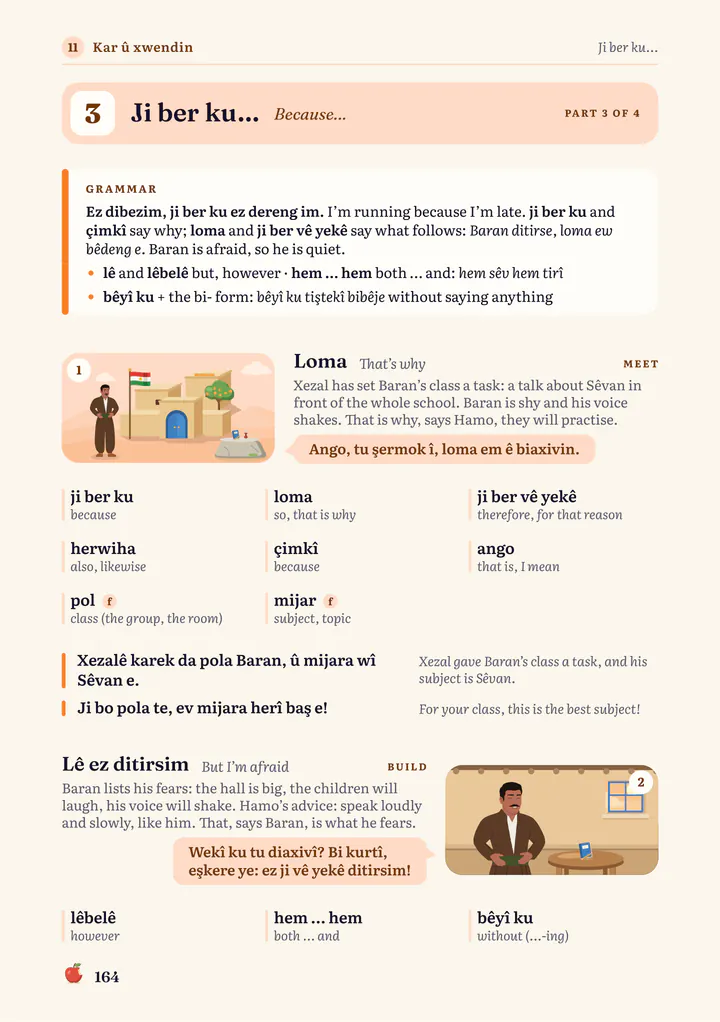 11 Kar û xwendin
Ji ber ku…
3 Ji ber ku… Because…
PART 3 OF 4
GRAMMAR
Ez dibezim, ji ber ku ez dereng im. I’m running because I’m late. ji ber ku and
çimkî say why; loma and ji ber vê yekê say what follows: Baran ditirse, loma ew
bêdeng e. Baran is afraid, so he is quiet.
• lê and lêbelê but, however · hem … hem both … and: hem sêv hem tirî
• bêyî ku + the bi- form: bêyî ku tiştekî bibêje without saying anything
1
Loma That’s why
MEET
Xezal has set Baran’s class a task: a talk about Sêvan in
front of the whole school. Baran is shy and his voice
shakes. That is why, says Hamo, they will practise.
Ango, tu şermok î, loma em ê biaxivin.
ji ber ku
because
loma
so, that is why
ji ber vê yekê
therefore, for that reason
herwiha
also, likewise
çimkî
because
ango
that is, I mean
pol f
class (the group, the room)
mijar f
subject, topic
Xezalê karek da pola Baran, û mijara wî
Sêvan e.
Xezal gave Baran’s class a task, and his
subject is Sêvan.
Ji bo pola te, ev mijara herî baş e!
For your class, this is the best subject!
Lê ez ditirsim But I’m afraid
BUILD
Baran lists his fears: the hall is big, the children will
laugh, his voice will shake. Hamo’s advice: speak loudly
and slowly, like him. That, says Baran, is what he fears.
Wekî ku tu diaxivî? Bi kurtî,
eşkere ye: ez ji vê yekê ditirsim!
2
lêbelê
however
hem … hem
both … and
bêyî ku
without (…-ing)
164